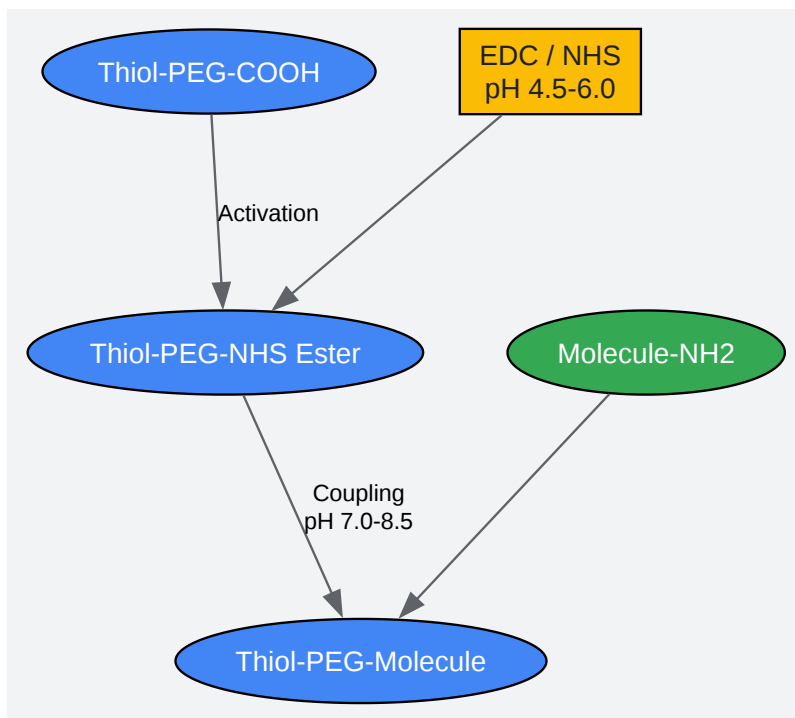 Thiol-PEG-COOH
EDC / NHS
pH 4.5-6.0
Activation
Thiol-PEG-NHS Ester
Molecule-NH2
Coupling
pH 7.0-8.5
Thiol-PEG-Molecule